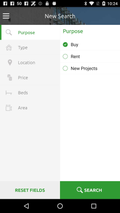 10:24
New Search
Purpose
Type
Location
Price
Beds
Area
Purpose
Buy
Rent
New Projects
RESET FIELDS
SEARCH